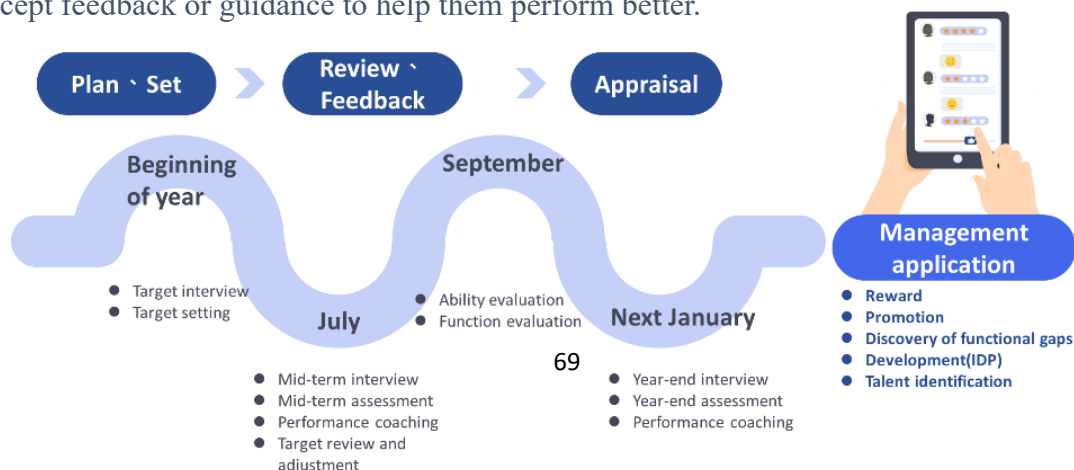 cept feedback or guidance to help them perform better.
Plan、Set
Review、
Feedback
Appraisal
Beginning
of year
Target interview
Target setting
July
Mid-term interview
Mid-term assessment
Performance coaching
Target review and
adjustment
September
Ability evaluation
Function evaluation
Next January
Year-end interview
Year-end assessment
Performance coaching
Management
application
Reward
Promotion
Discovery of functional gaps
Development(IDP)
Talent identification
69